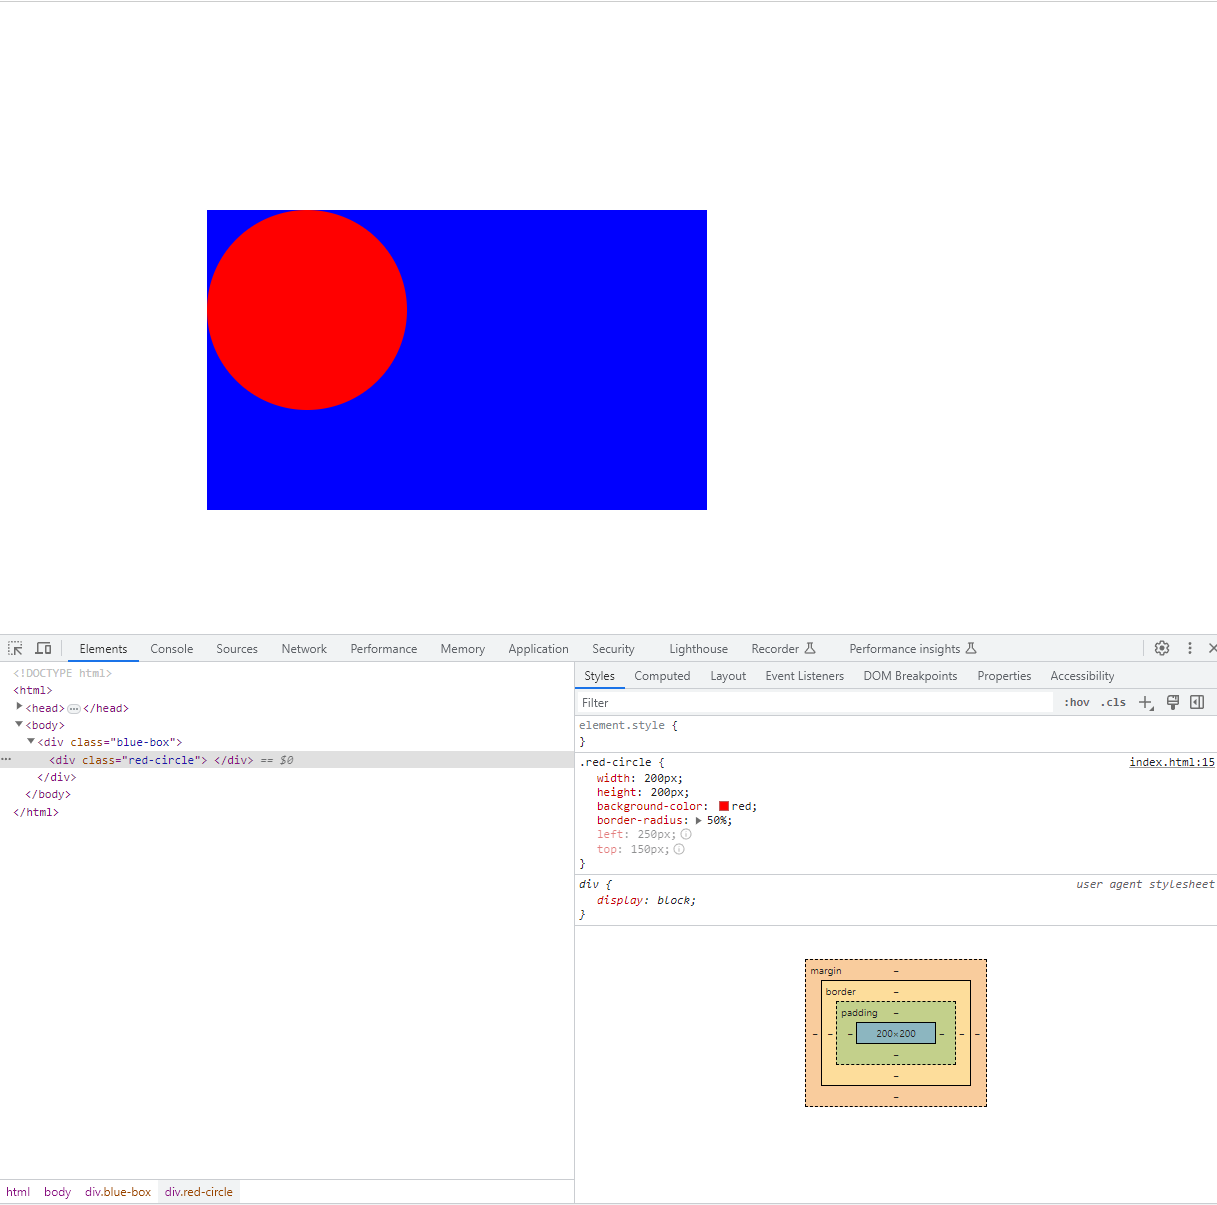 Elements Console Sources Network Performance Memory Application Security Lighthouse Recorder Performance insights
<!DOCTYPE html>
<html>
<head> ⋯ </head>
<body>
<div class="blue-box">
<div class="red-circle"> </div> == $0
</div>
</body>
</html>
html body div.blue-box div.red-circle
Styles Computed Layout Event Listeners DOM Breakpoints Properties Accessibility
Filter :hov .cls
element.style {
}
.red-circle { index.html:15
width: 200px;
height: 200px;
background-color: red;
border-radius: 50%;
left: 250px;
top: 150px;
}
div { user agent stylesheet
display: block;
}
margin –
border –
padding –
– – – 200×200 – – –
–
–
–